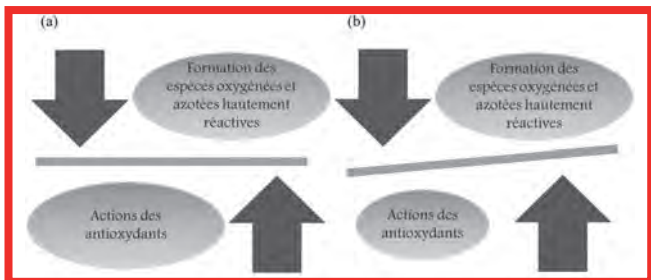 (a)
Formation des
espèces oxygénées et
azotées hautement
réactives
Actions des
antioxydants
(b)
Formation des
espèces oxygénées et
azotées hautement
réactives
Actions des
antioxydants